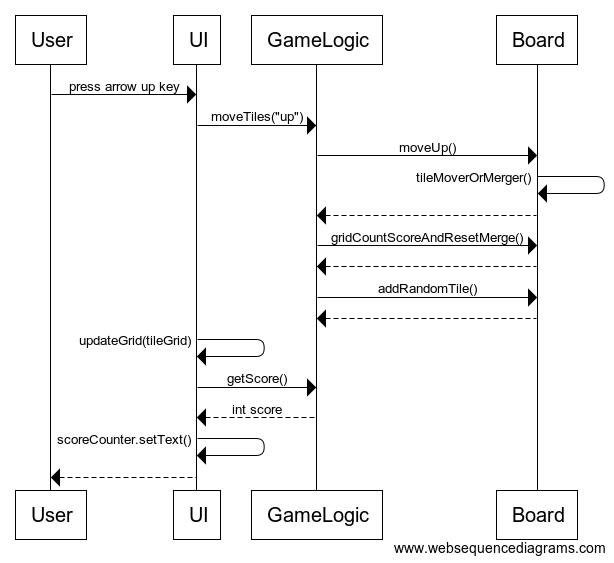 User UI GameLogic Board
press arrow up key
moveTiles("up")
moveUp()
tileMoverOrMerger()
gridCountScoreAndResetMerge()
addRandomTile()
updateGrid(tileGrid)
getScore()
int score
scoreCounter.setText()
User UI GameLogic Board
www.websequencediagrams.com